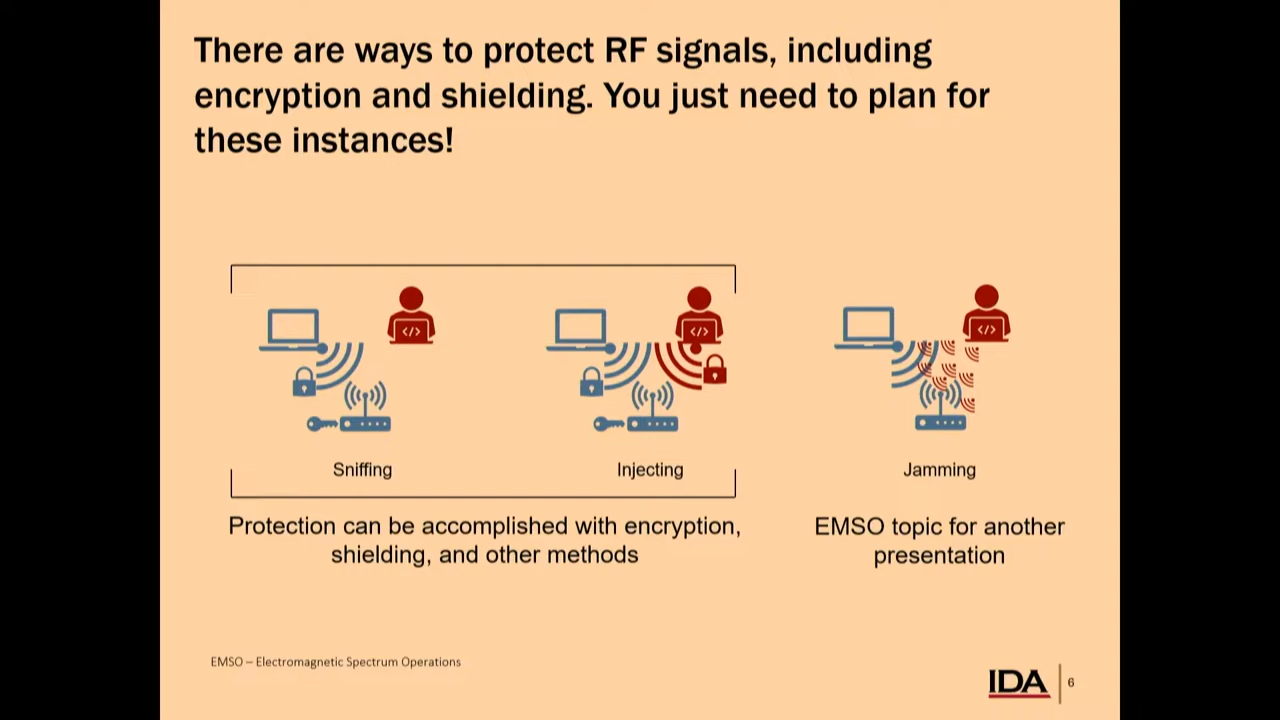 There are ways to protect RF signals, including
encryption and shielding. You just need to plan for
these instances!
</>
</>
</>
Sniffing
Injecting
Jamming
Protection can be accomplished with encryption,
shielding, and other methods
EMSO topic for another
presentation
EMSO – Electromagnetic Spectrum Operations
IDA
6